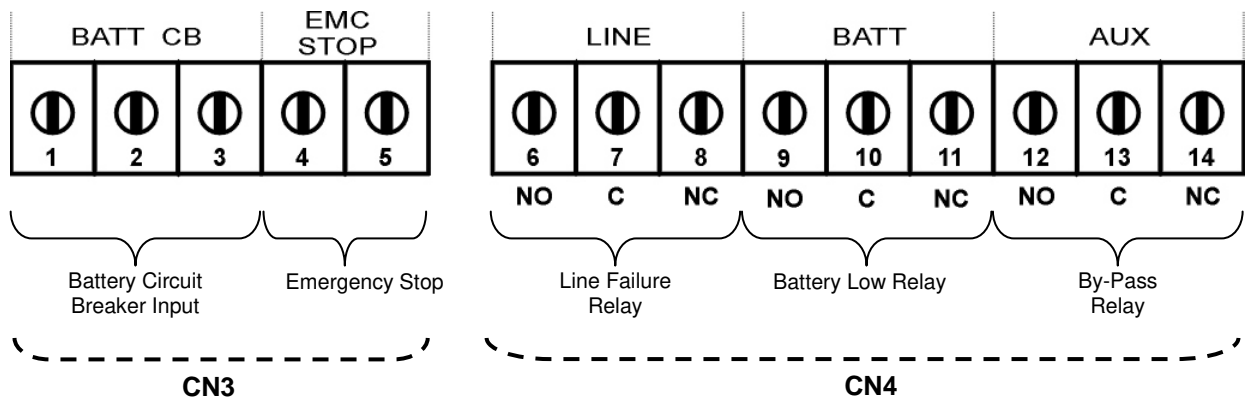 BATT CB
EMC
STOP
LINE
BATT
AUX
1 2 3 4 5
6 7 8 9 10 11 12 13 14
NO C NC NO C NC NO C NC
Battery Circuit
Breaker Input
Emergency Stop
Line Failure
Relay
Battery Low Relay
By-Pass
Relay
CN3
CN4